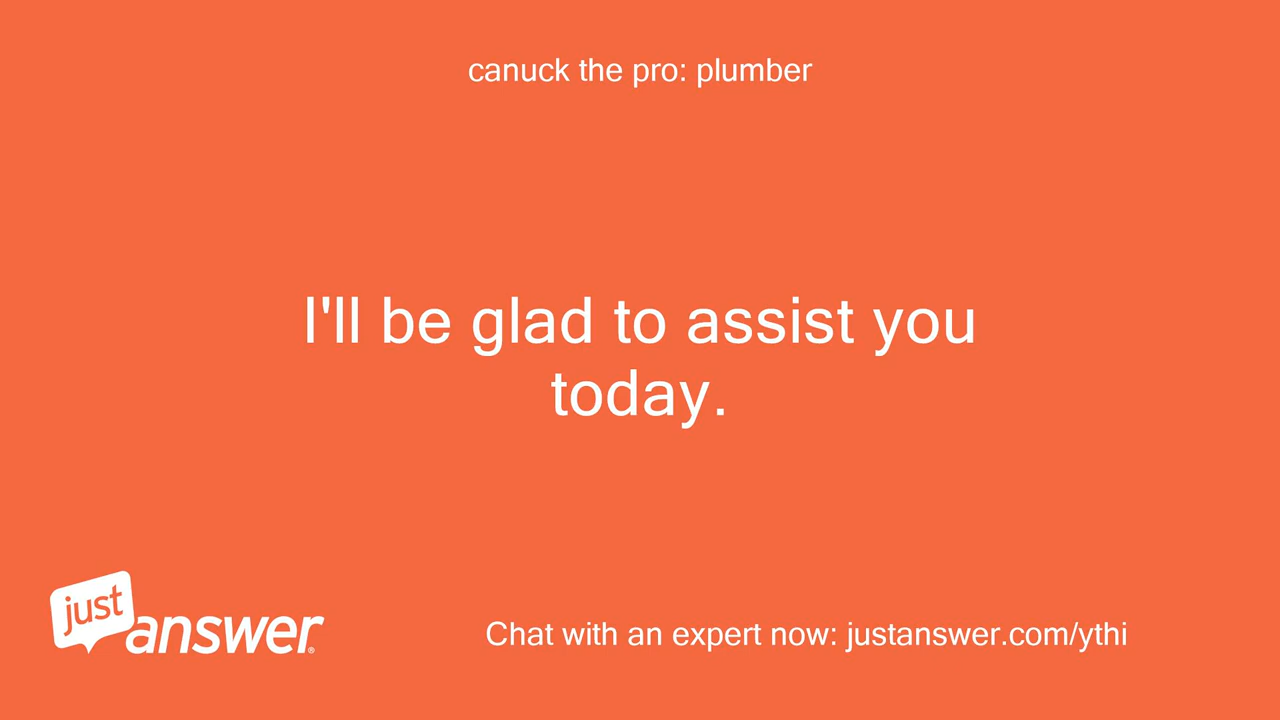 canuck the pro: plumber
I'll be glad to assist you
today.
just
answer®
Chat with an expert now: justanswer.com/ythi